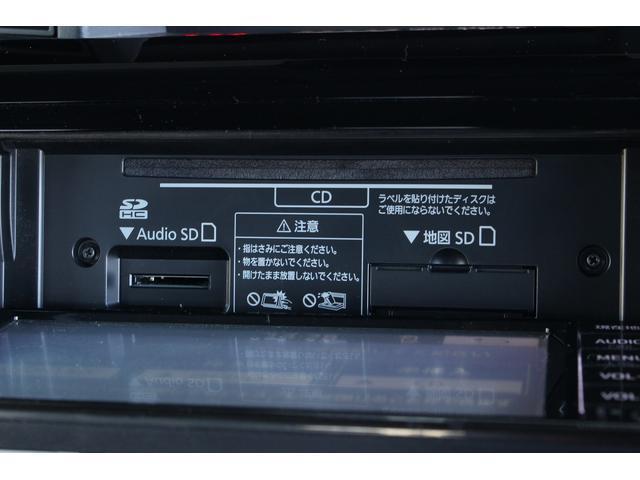 CD
ラベルを貼り付けたディスクは
ご使用にならないでください。
SD
HC
▼Audio SD
⚠注意
・指はさみにご注意ください。
・物を置かないでください。
・開けたまま放置しないでください。
▼地図 SD
AUDIO
MENU
VOL